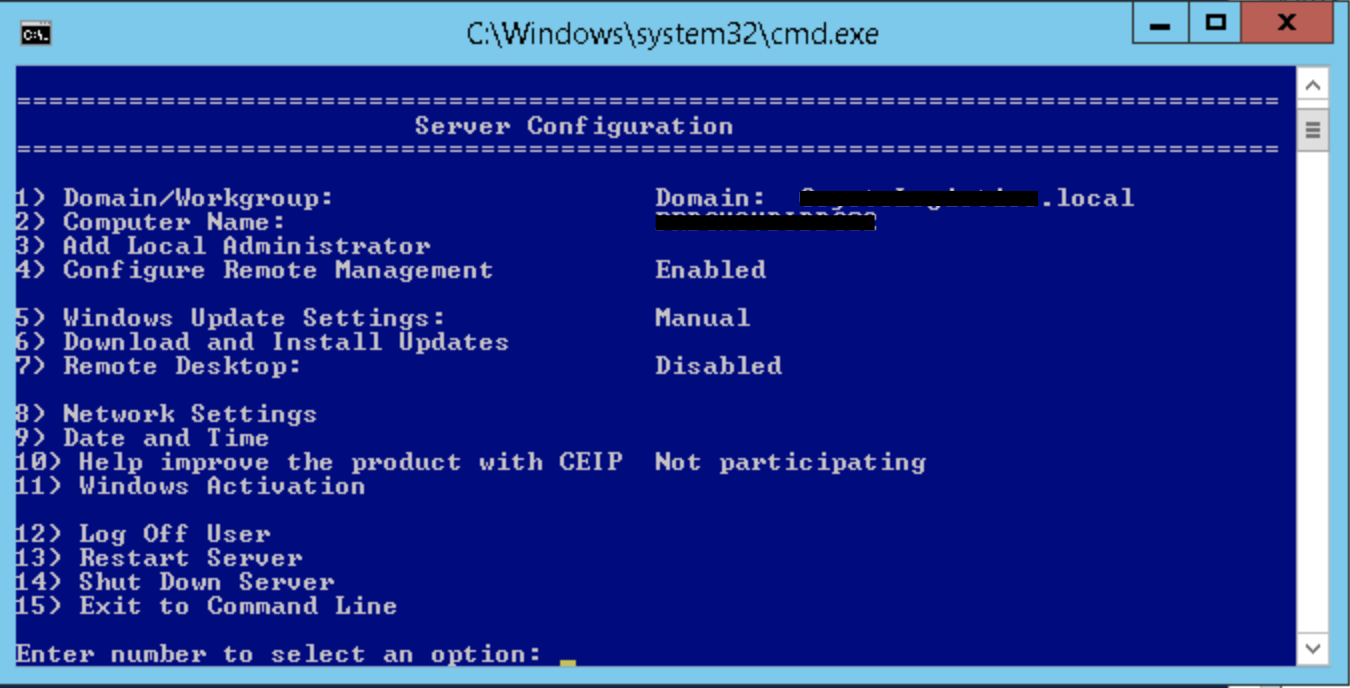 C:\Windows\system32\cmd.exe
===============================================================================
Server Configuration
===============================================================================
1) Domain/Workgroup: Domain: .local
2) Computer Name:
3) Add Local Administrator
4) Configure Remote Management Enabled
5) Windows Update Settings: Manual
6) Download and Install Updates
7) Remote Desktop: Disabled
8) Network Settings
9) Date and Time
10) Help improve the product with CEIP Not participating
11) Windows Activation
12) Log Off User
13) Restart Server
14) Shut Down Server
15) Exit to Command Line
Enter number to select an option: _